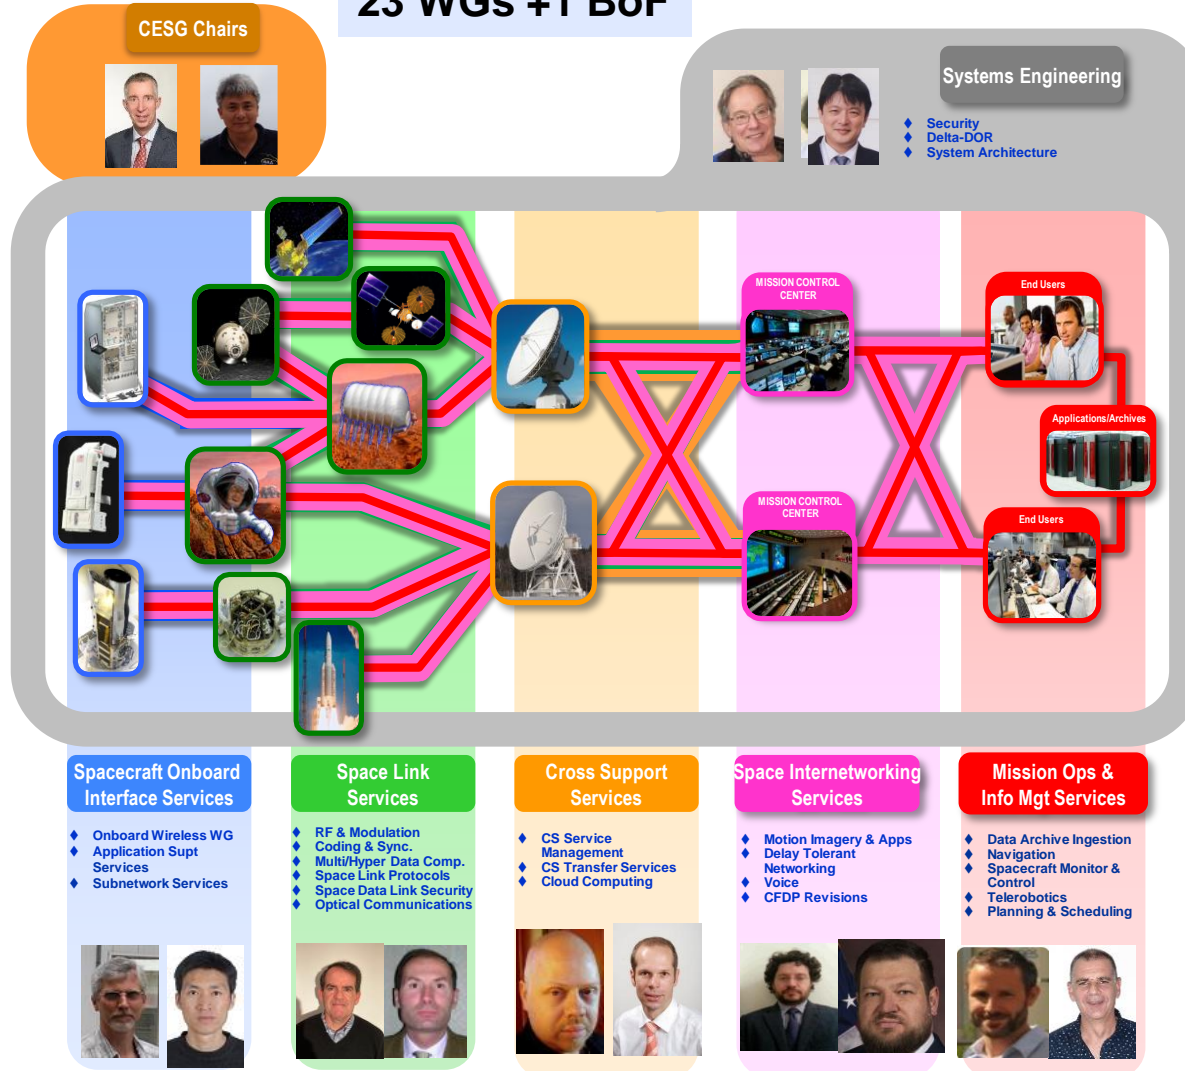 23 WGs +1 BoF
CESG Chairs
Systems Engineering
♦ Security
♦ Delta-DOR
♦ System Architecture
MISSION CONTROL
CENTER
End Users
Applications/Archives
MISSION CONTROL
CENTER
End Users
Spacecraft Onboard
Interface Services
♦ Onboard Wireless WG
♦ Application Supt
Services
♦ Subnetwork Services
Space Link
Services
♦ RF & Modulation
♦ Coding & Sync.
♦ Multi/Hyper Data Comp.
♦ Space Link Protocols
♦ Space Data Link Security
♦ Optical Communications
Cross Support
Services
♦ CS Service
Management
♦ CS Transfer Services
♦ Cloud Computing
Space Internetworking
Services
♦ Motion Imagery & Apps
♦ Delay Tolerant
Networking
♦ Voice
♦ CFDP Revisions
Mission Ops &
Info Mgt Services
♦ Data Archive Ingestion
♦ Navigation
♦ Spacecraft Monitor &
Control
♦ Telerobotics
♦ Planning & Scheduling